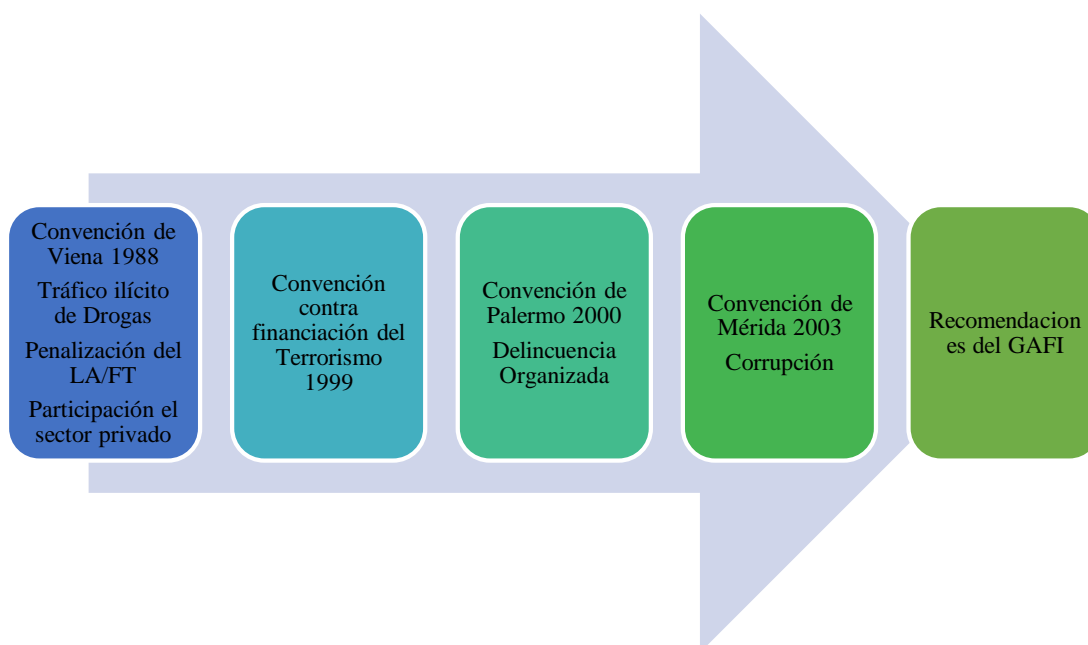 Convención de
Viena 1988
Tráfico ilícito
de Drogas
Penalización del
LA/FT
Participación el
sector privado
Convención
contra
financiación del
Terrorismo
1999
Convención de
Palermo 2000
Delincuencia
Organizada
Convención de
Mérida 2003
Corrupción
Recomendacion
es del GAFI